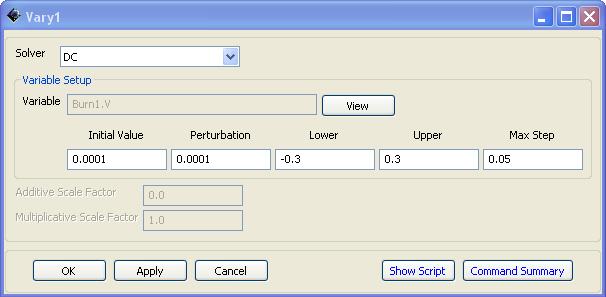 Vary1
Solver DC
Variable Setup
Variable Burn1.V View
Initial Value Perturbation Lower Upper Max Step
0.0001 0.0001 -0.3 0.3 0.05
Additive Scale Factor 0.0
Multiplicative Scale Factor 1.0
OK Apply Cancel Show Script Command Summary